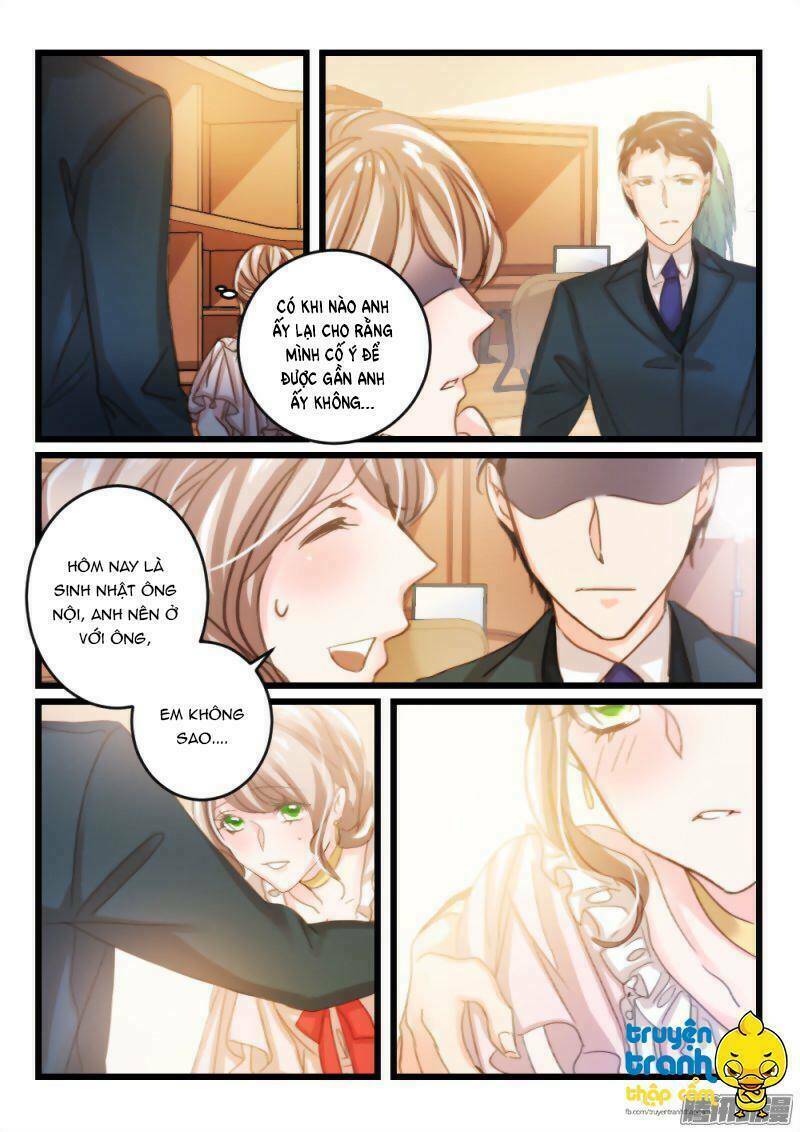 CÓ KHI NÀO ANH
ẤY LẠI CHO RẰNG
MÌNH CỐ Ý ĐỂ
ĐƯỢC GẦN ANH
ẤY KHÔNG...
HÔM NAY LÀ
SINH NHẬT ÔNG
NỘI, ANH NÊN Ở
VỚI ÔNG,
EM KHÔNG
SAO....
truyện
tranh
thập cẩm